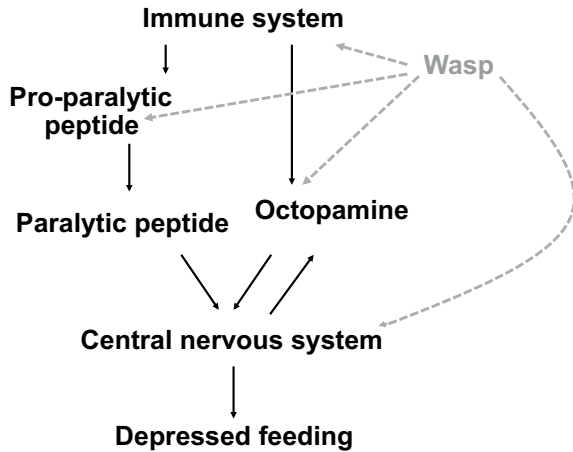 Immune system
Wasp
Pro-paralytic
peptide
Paralytic peptide
Octopamine
Central nervous system
Depressed feeding